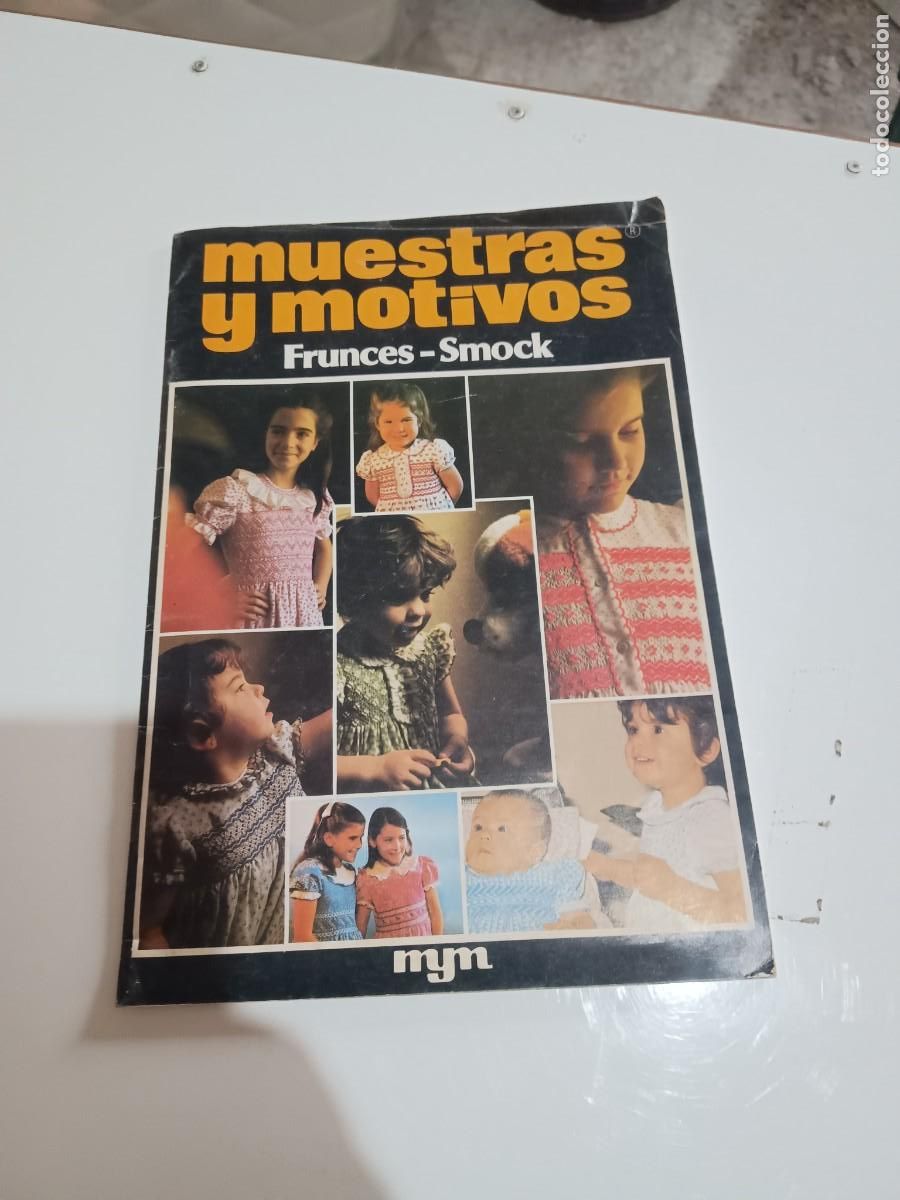 muestras ®
y motivos
Frunces - Smock
mym
todocoleccion